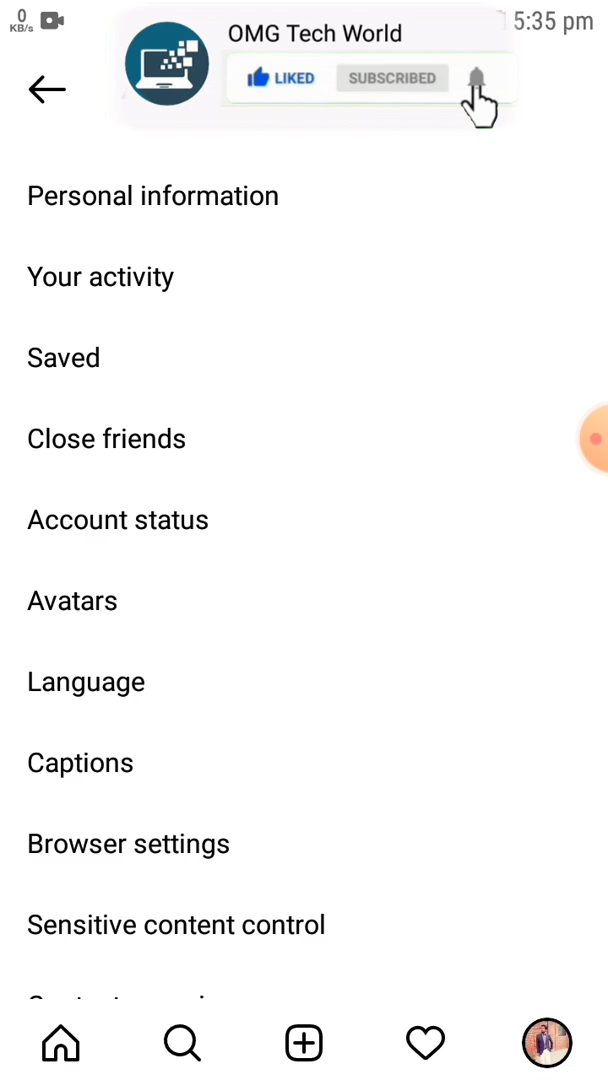 0
KB/s
5:35 pm
OMG Tech World
LIKED
SUBSCRIBED
Personal information
Your activity
Saved
Close friends
Account status
Avatars
Language
Captions
Browser settings
Sensitive content control